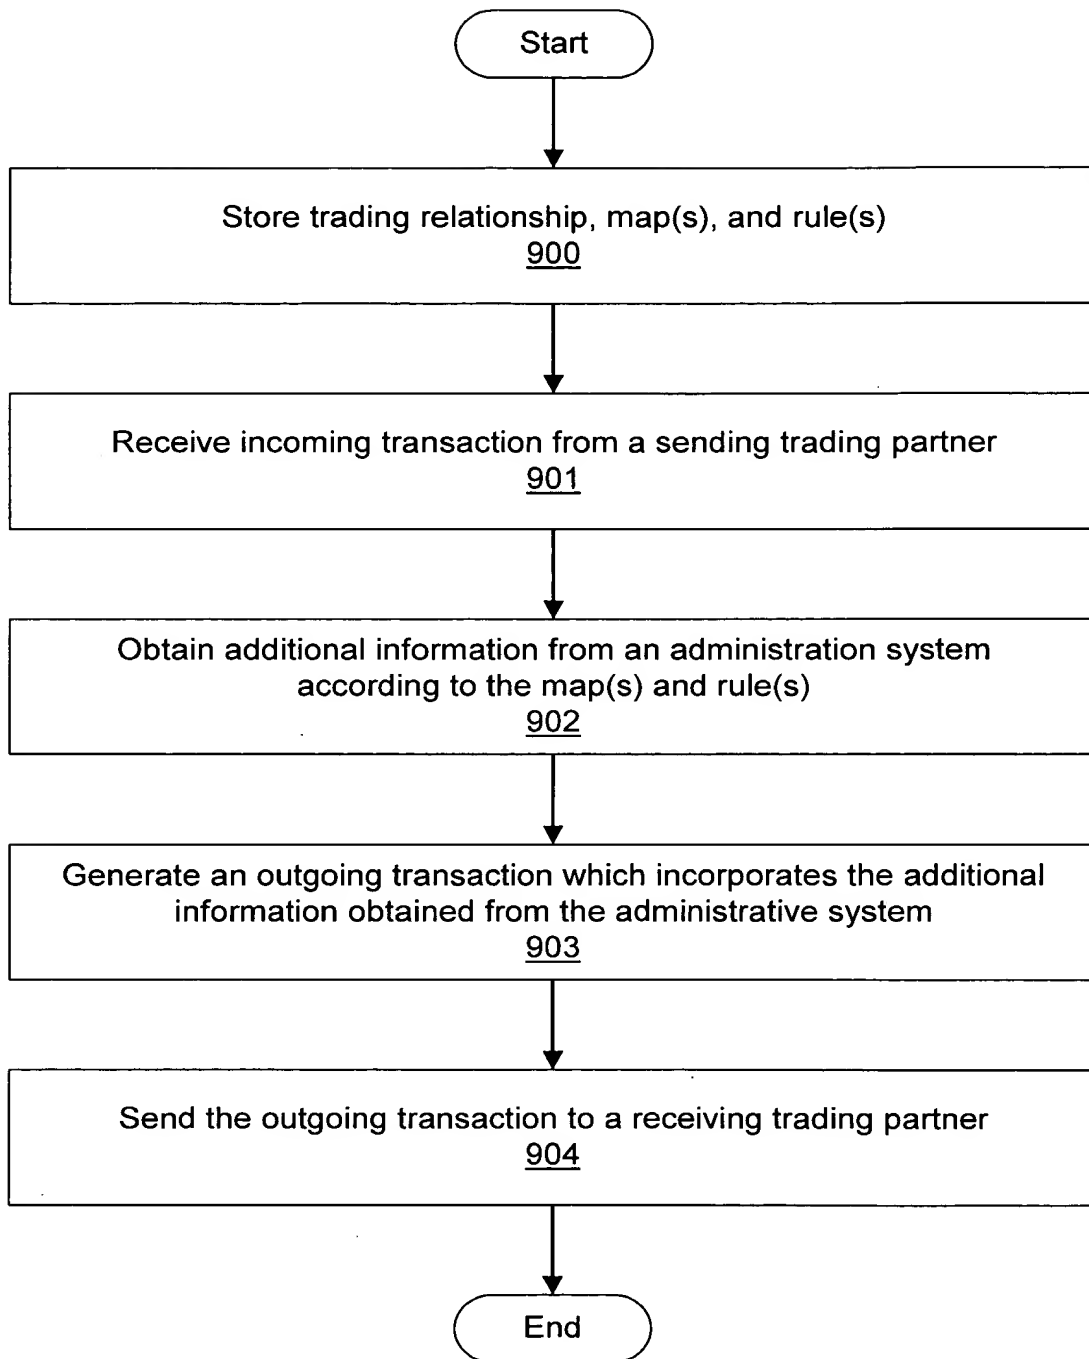 Start
Store trading relationship, map(s), and rule(s)
900
Receive incoming transaction from a sending trading partner
901
Obtain additional information from an administration system
according to the map(s) and rule(s)
902
Generate an outgoing transaction which incorporates the additional
information obtained from the administrative system
903
Send the outgoing transaction to a receiving trading partner
904
End